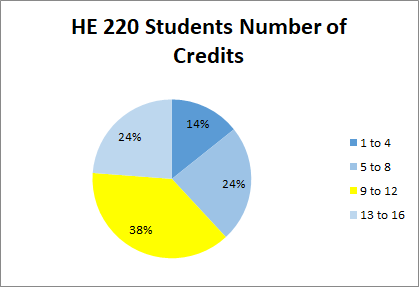 HE 220 Students Number of
Credits
14%
24%
24%
38%
1 to 4
5 to 8
9 to 12
13 to 16